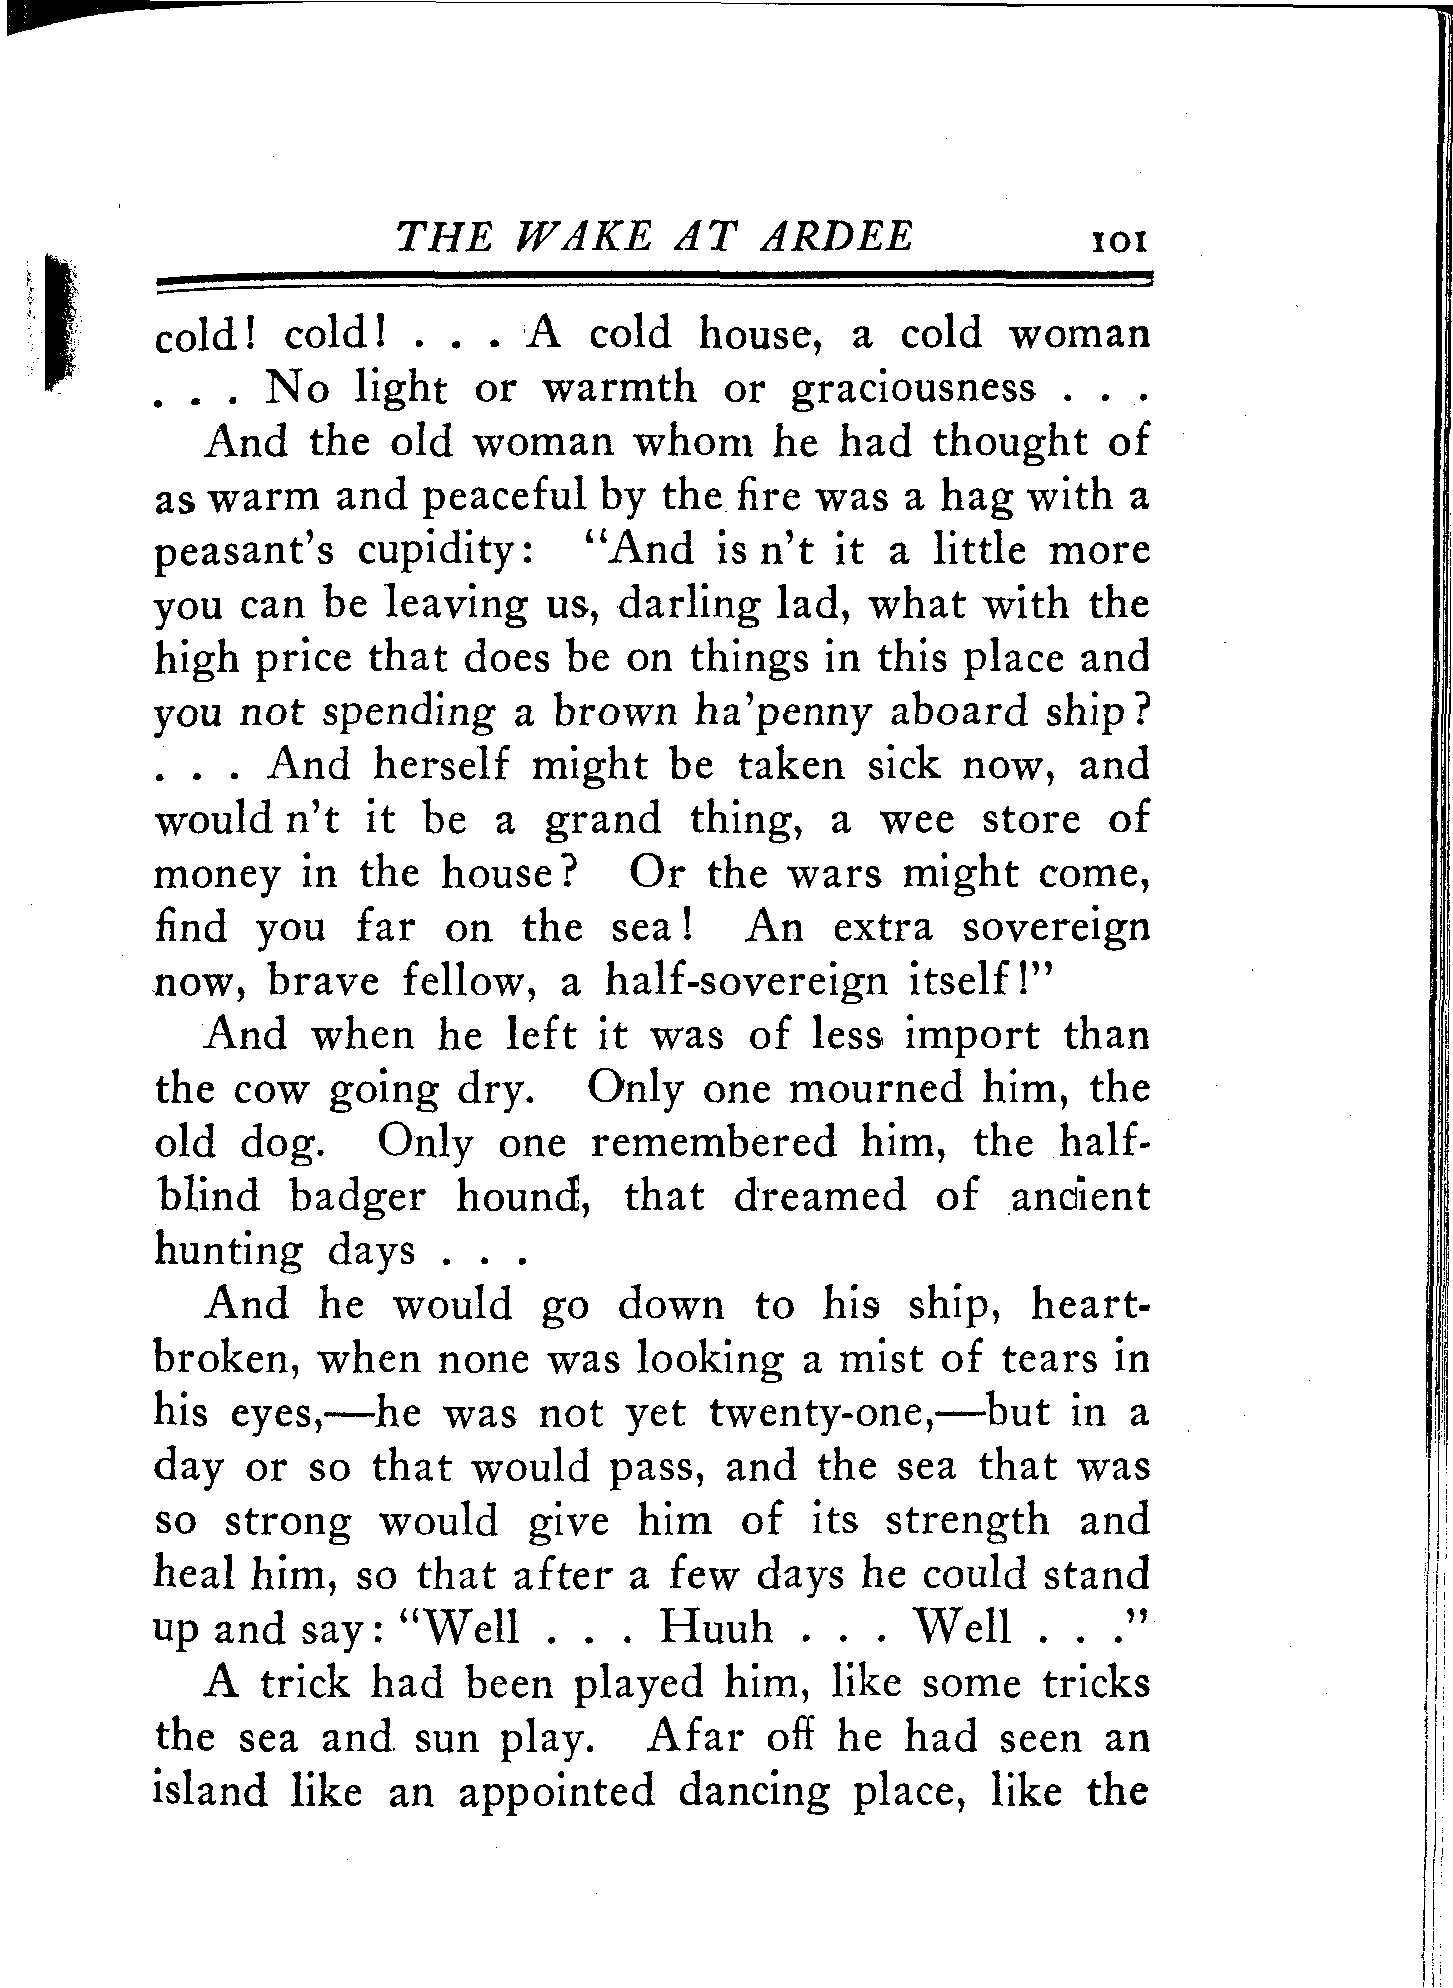 THE WAKE AT ARDEE 101
cold! cold! . . . A cold house, a cold woman
. . . No light or warmth or graciousness . . .
And the old woman whom he had thought of
as warm and peaceful by the fire was a hag with a
peasant's cupidity: "And is n't it a little more
you can be leaving us, darling lad, what with the
high price that does be on things in this place and
you not spending a brown ha'penny aboard ship?
. . . And herself might be taken sick now, and
would n't it be a grand thing, a wee store of
money in the house? Or the wars might come,
find you far on the sea! An extra sovereign
now, brave fellow, a half-sovereign itself!"
And when he left it was of less import than
the cow going dry. Only one mourned him, the
old dog. Only one remembered him, the half-
blind badger hound, that dreamed of ancient
hunting days . . .
And he would go down to his ship, heart-
broken, when none was looking a mist of tears in
his eyes,—he was not yet twenty-one,—but in a
day or so that would pass, and the sea that was
so strong would give him of its strength and
heal him, so that after a few days he could stand
up and say: "Well . . . Huuh . . . Well . . ."
A trick had been played him, like some tricks
the sea and sun play. Afar off he had seen an
island like an appointed dancing place, like the